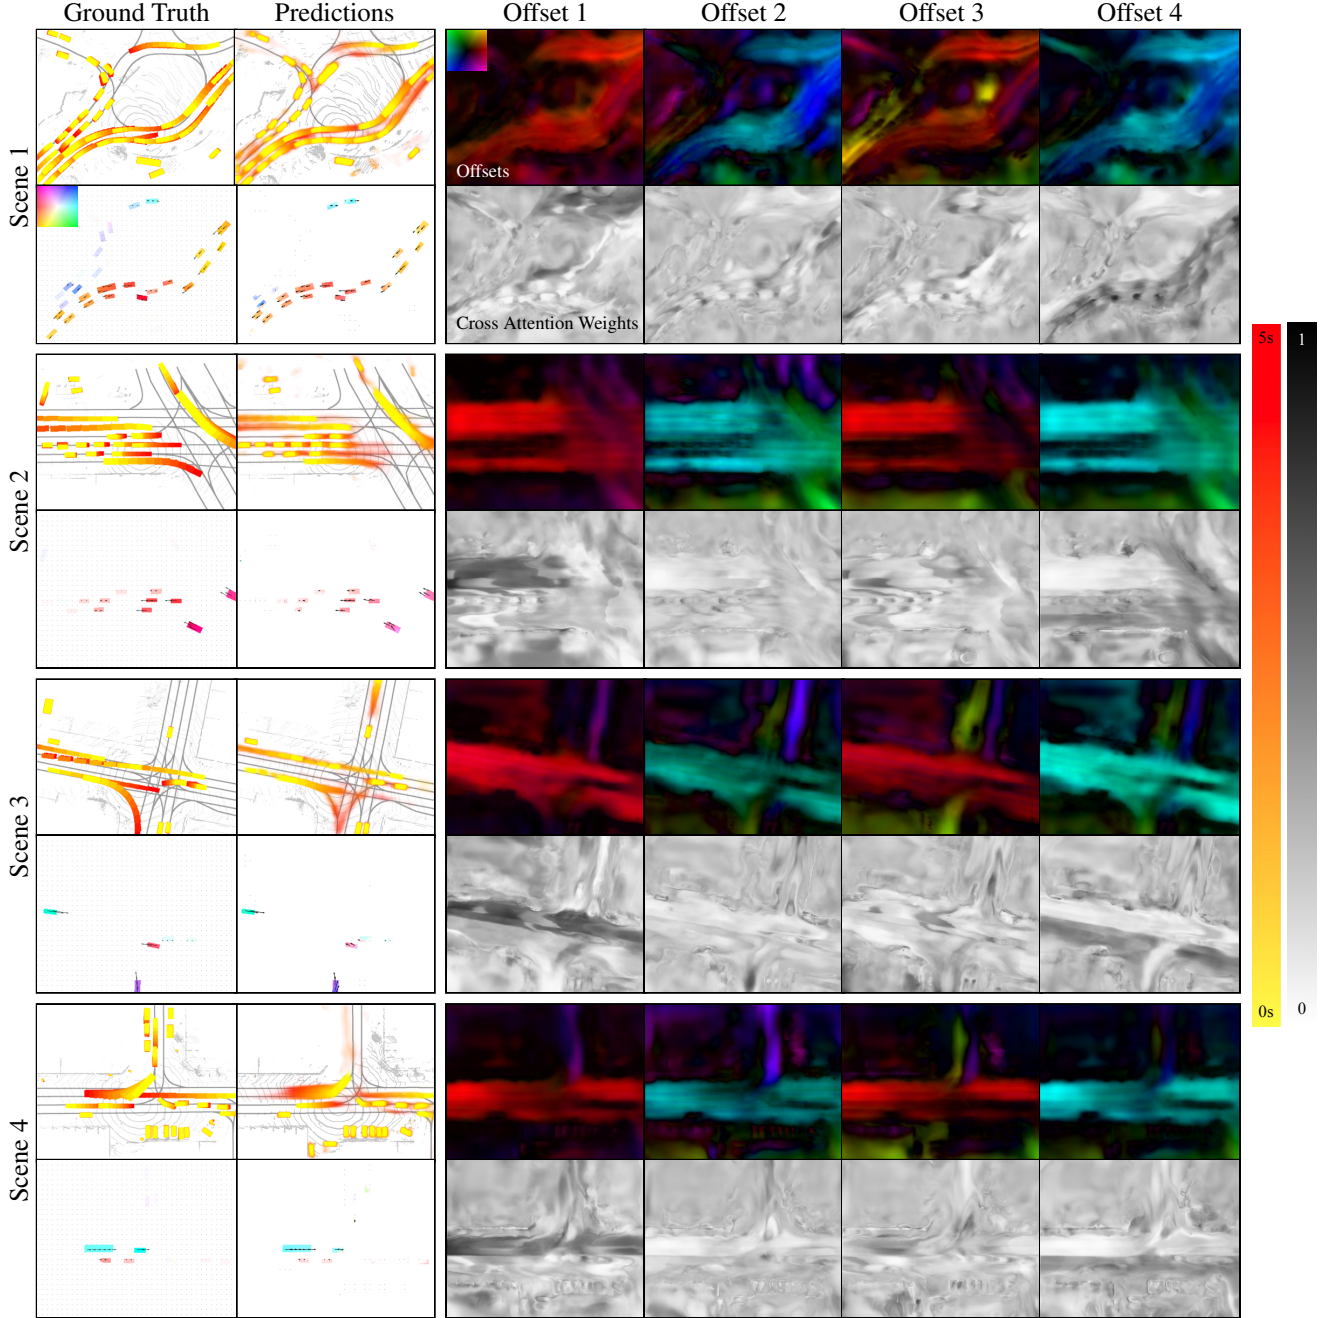 Ground Truth Predictions Offset 1 Offset 2 Offset 3 Offset 4
Scene 1
Offsets
Cross Attention Weights
Scene 2
Scene 3
Scene 4
5s 1
0s 0